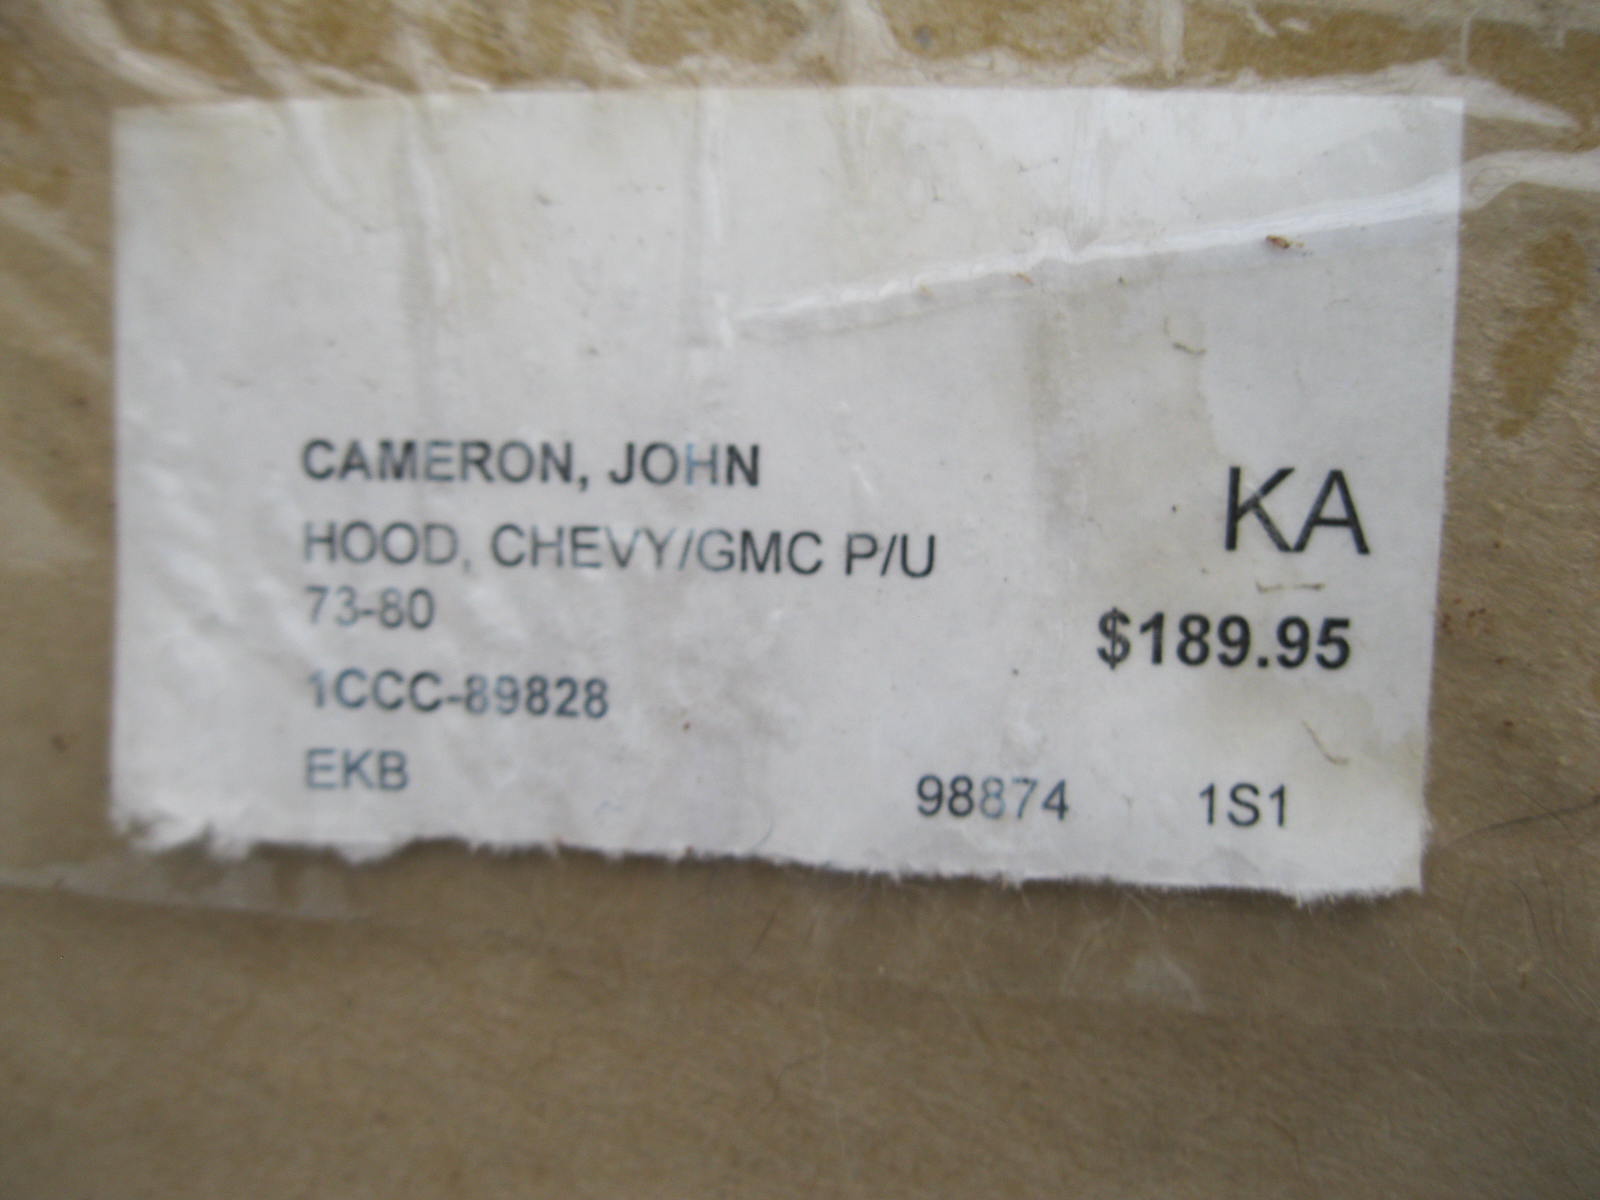 CAMERON, JOHN
KA
HOOD, CHEVY/GMC P/U
73-80
$189.95
1CCC-89828
EKB
98874
1S1